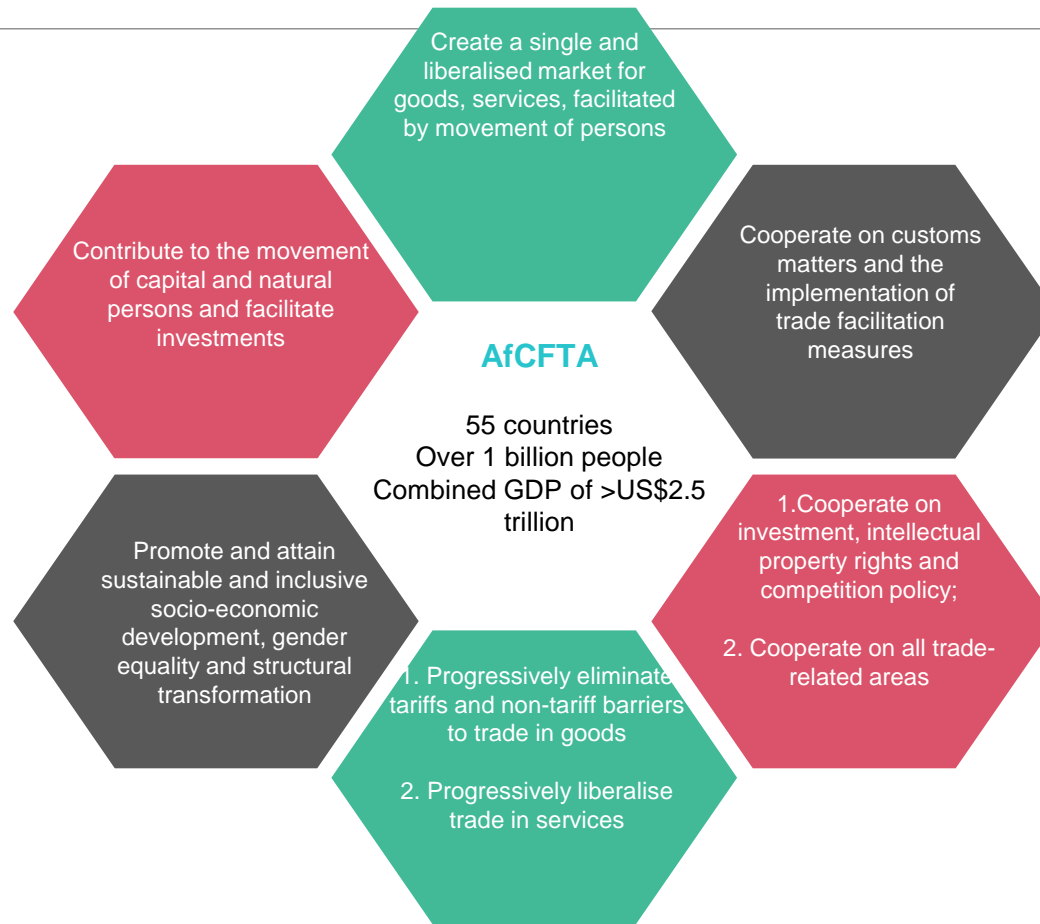 Create a single and
liberalised market for
goods, services, facilitated
by movement of persons
Contribute to the movement
of capital and natural
persons and facilitate
investments
Cooperate on customs
matters and the
implementation of
trade facilitation
measures
AfCFTA
55 countries
Over 1 billion people
Combined GDP of >US$2.5
trillion
Promote and attain
sustainable and inclusive
socio-economic
development, gender
equality and structural
transformation
1.Cooperate on
investment, intellectual
property rights and
competition policy;
2. Cooperate on all trade-
related areas
1. Progressively eliminate
tariffs and non-tariff barriers
to trade in goods
2. Progressively liberalise
trade in services